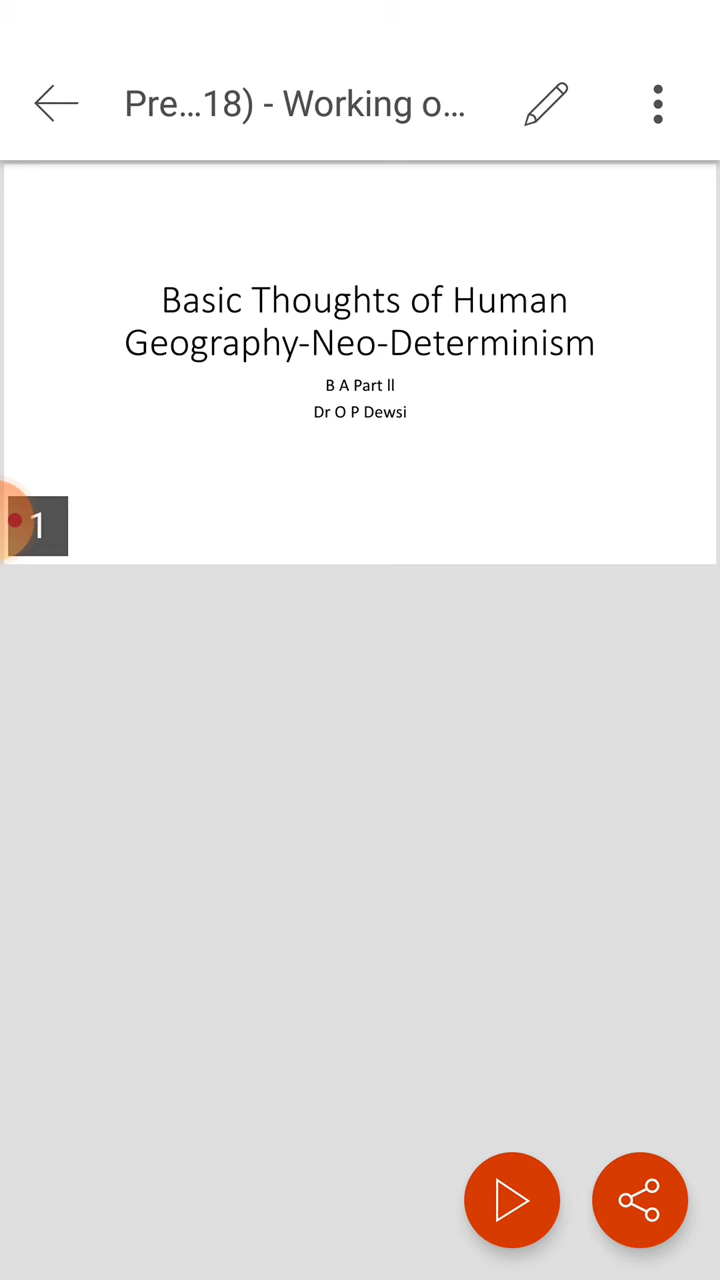 Pre...18) - Working o...
Basic Thoughts of Human
Geography-Neo-Determinism
B A Part ll
Dr O P Dewsi
1